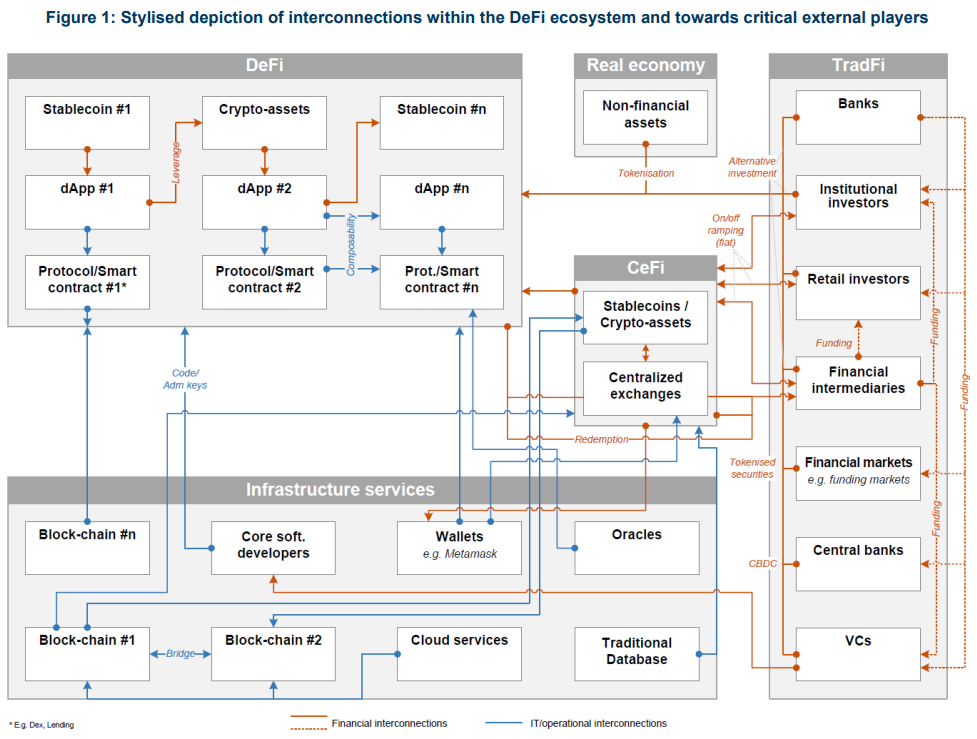 Figure 1: Stylised depiction of interconnections within the DeFi ecosystem and towards critical external players
DeFi
Stablecoin #1
Crypto-assets
Stablecoin #n
Leverage
dApp #1
dApp #2
dApp #n
Composability
Protocol/Smart
contract #1*
Protocol/Smart
contract #2
Prot./Smart
contract #n
Real economy
Non-financial
assets
Tokenisation
Alternative
investment
On/off
ramping
(fiat)
CeFi
Stablecoins /
Crypto-assets
Centralized
exchanges
Redemption
TradFi
Banks
Institutional
investors
Retail investors
Funding
Financial
intermediaries
Funding
Funding
Funding
Tokenised
securities
Financial markets
e.g. funding markets
CBDC
Central banks
VCs
Code/
Adm keys
Infrastructure services
Block-chain #n
Core soft.
developers
Wallets
e.g. Metamask
Oracles
Block-chain #1
Bridge
Block-chain #2
Cloud services
Traditional
Database
* E.g. Dex, Lending
Financial interconnections
IT/operational interconnections